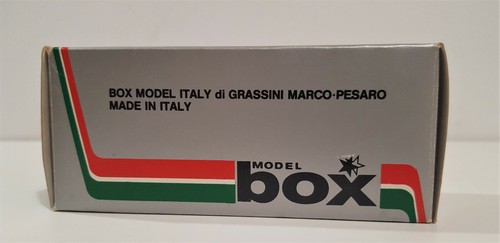 BOX MODEL ITALY di GRASSINI MARCO-PESARO
MADE IN ITALY
MODEL
box